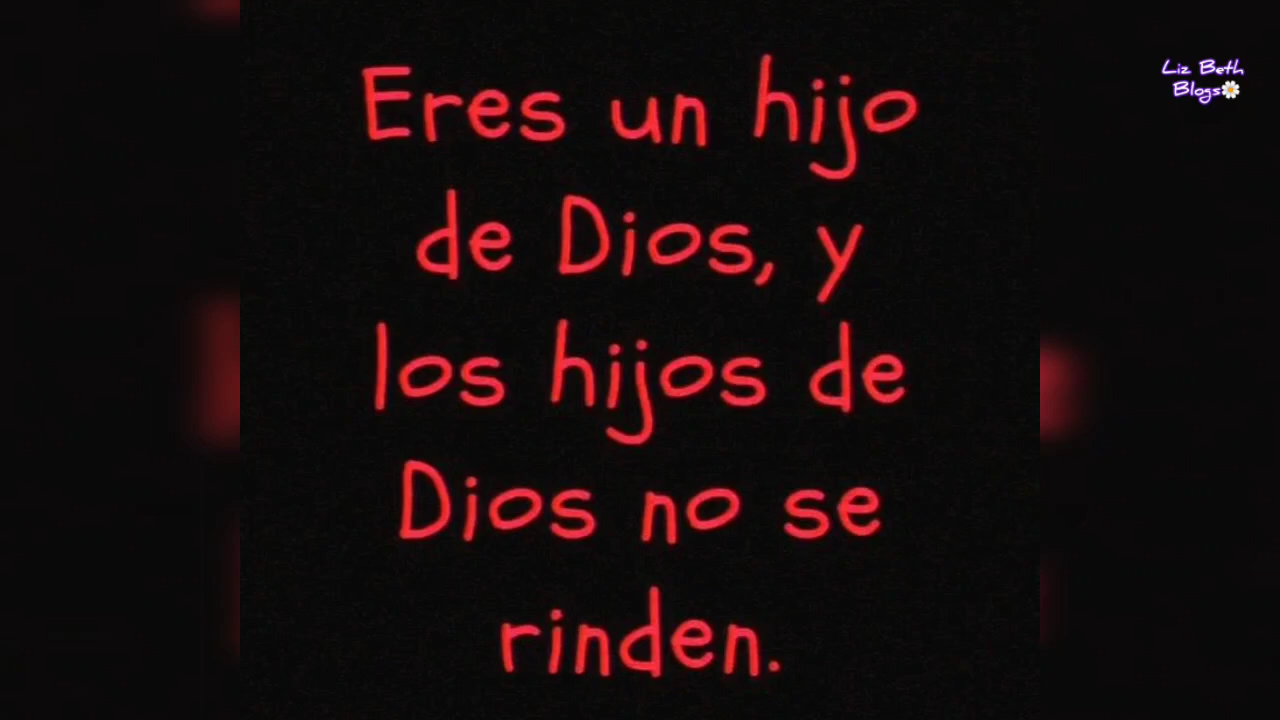 Eres un hijo
de Dios, y
los hijos de
Dios no se
rinden.
Liz Beth
Blogs